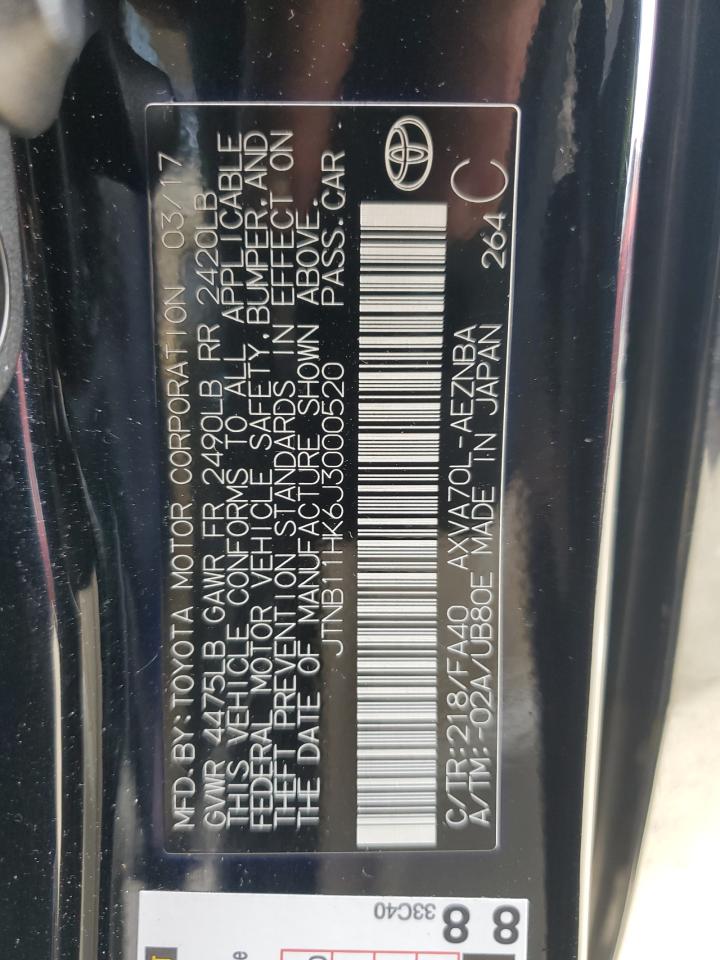 MFD.BY:TOYOTA MOTOR CORPORATION 03/17
GVWR 4475LB GAWR FR 2490LB RR 2420LB
THIS VEHICLE CONFORMS TO ALL APPLICABLE
FEDERAL MOTOR VEHICLE SAFETY,BUMPER,AND
THEFT PREVENTION STANDARDS IN EFFECT ON
THE DATE OF MANUFACTURE SHOWN ABOVE.
JTNB11HK6J3000520 PASS.CAR
C/TR:218/FA40 AXVA70L-AEZNBA
A/TM:-02A/UB80E MADE IN JAPAN 264 C
33C40
8
8